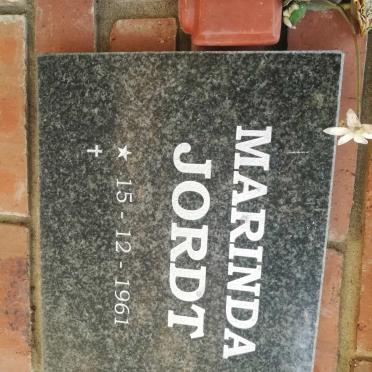 MARINDA
JORDT
★ 15-12-1961
✝